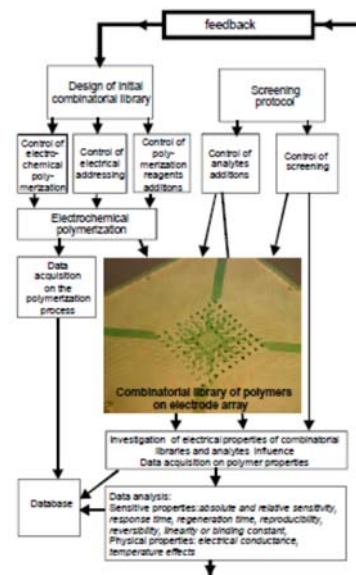 feedback
Design of initial
combinatorial library
Screening
protocol
Control of
electro-
chemical
poly-
merization
Control of
electrical
addressing
Control of
poly-
merization
reagents
additions
Control of
analytes
additions
Control of
screening
Electrochemical
polymerization
Data
acquisition
on the
polymerization
process
Combinatorial library of polymers
on electrode array
Investigation of electrical properties of combinatorial
libraries and analytes influence
Data acquisition on polymer properties
Database
Data analysis:
Sensitive properties:absolute and relative sensitivity,
response time, regeneration time, reproducibility,
reversibility, linearity or binding constant,
Physical properties: electrical conductance,
temperature effects